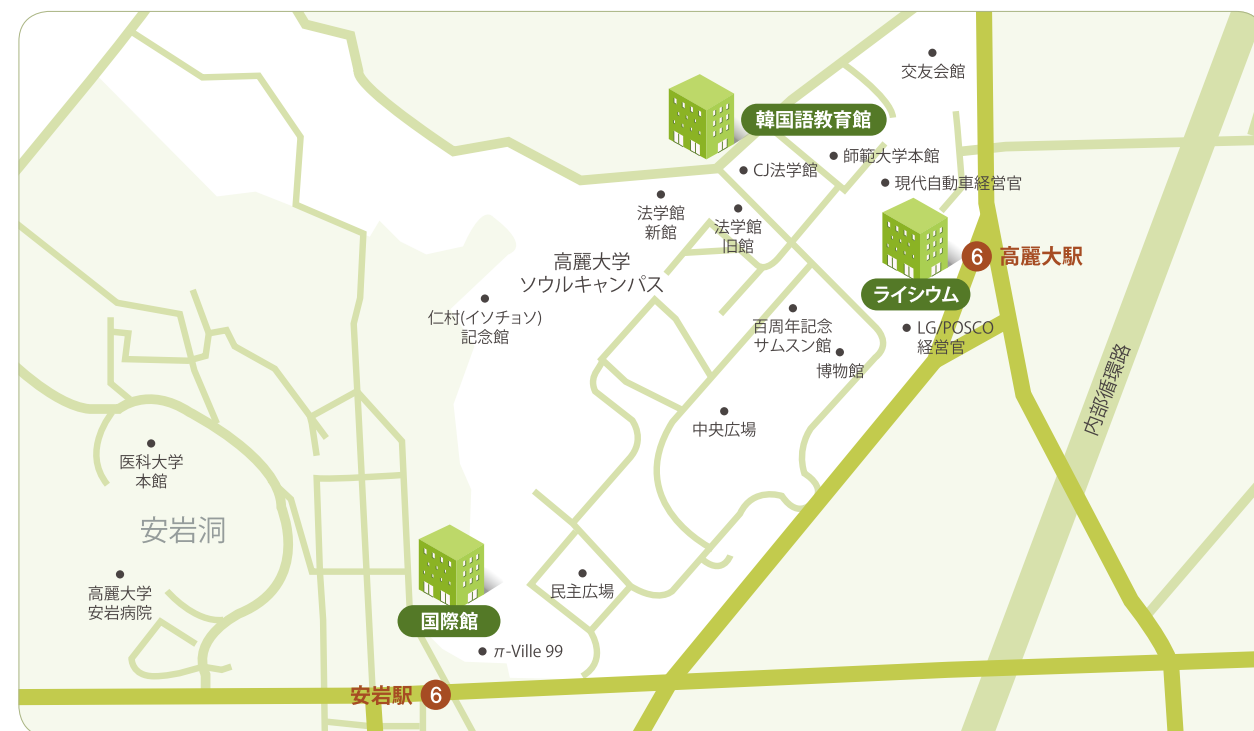 交友会館
韓国語教育館
師範大学本館
CJ法学館
現代自動車経営官
法学館
新館
法学館
旧館
高麗大学
ソウルキャンパス
6 高麗大駅
ライシウム
仁村(イソチョソ)
記念館
百周年記念
サムスン館
LG/POSCO
経営官
博物館
内部循環路
中央広場
医科大学
本館
安岩洞
高麗大学
安岩病院
民主広場
国際館
π-Ville 99
安岩駅 6